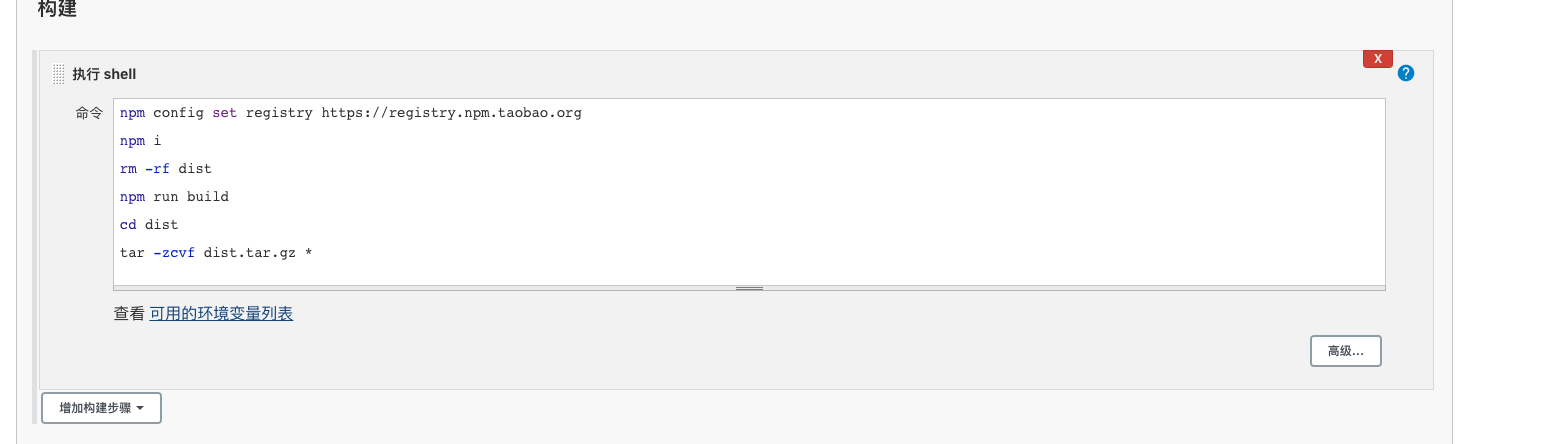 构建
X
执行 shell
?
命令
npm config set registry https://registry.npm.taobao.org
npm i
rm -rf dist
npm run build
cd dist
tar -zcvf dist.tar.gz *
查看 可用的环境变量列表
高级...
增加构建步骤